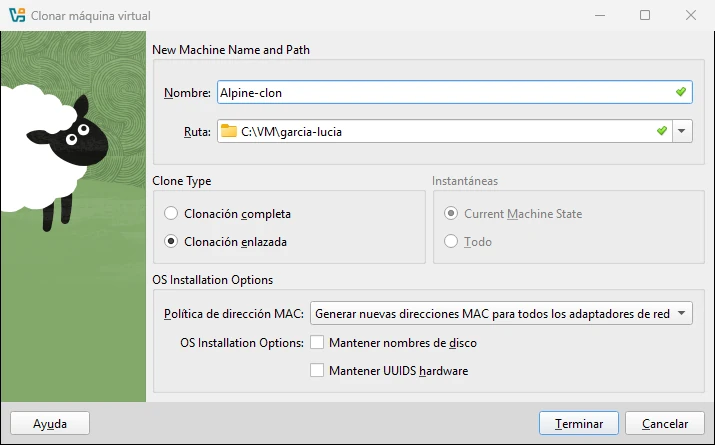 Clonar máquina virtual
New Machine Name and Path
Nombre: Alpine-clon
Ruta: C:\VM\garcia-lucia
Clone Type
Instantáneas
Clonación completa
Current Machine State
Clonación enlazada
Todo
OS Installation Options
Política de dirección MAC: Generar nuevas direcciones MAC para todos los adaptadores de red
OS Installation Options: Mantener nombres de disco
Mantener UUIDS hardware
Ayuda
Terminar
Cancelar